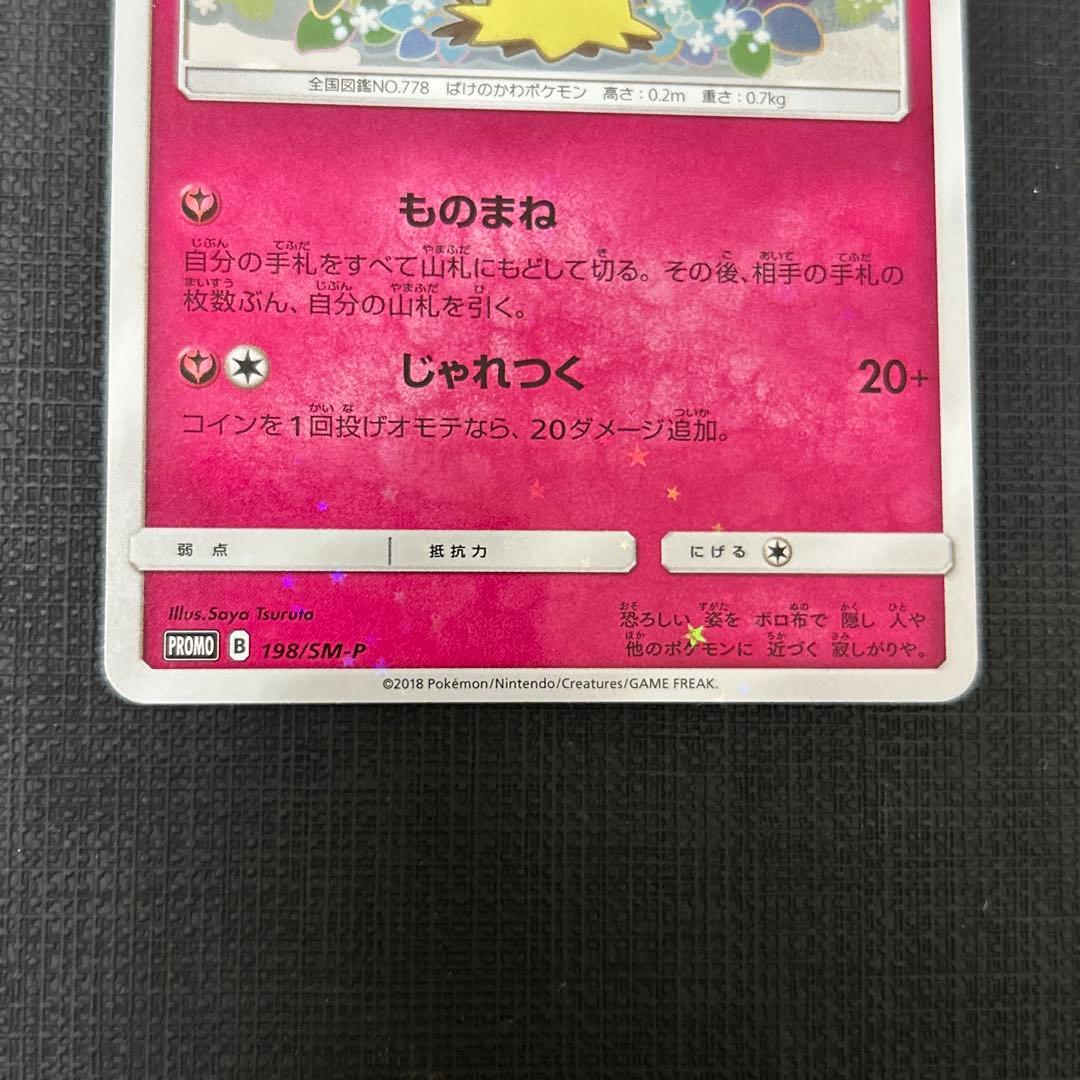 全国図鑑NO.778 ばけのかわポケモン 高さ：0.2m 重さ：0.7kg
ものまね
自分の手札をすべて山札にもどして切る。その後、相手の手札の
枚数ぶん、自分の山札を引く。
じゃれつく 20+
コインを1回投げオモテなら、20ダメージ追加。
弱点 抵抗力 にげる
Illus.Saya Tsuruta
恐ろしい 姿を ボロ布で 隠し 人や
PROMO B 198/SM-P
他のポケモンに 近づく 寂しがりや。
©2018 Pokémon/Nintendo/Creatures/GAME FREAK.